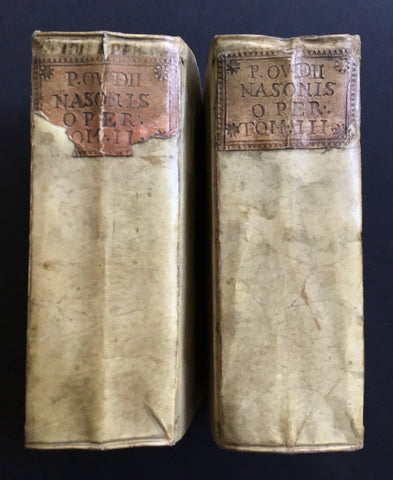 P. OVIDII
NASONIS
OPER:
TOM. II
P. OVIDII
NASONIS
OPER:
TOM. III